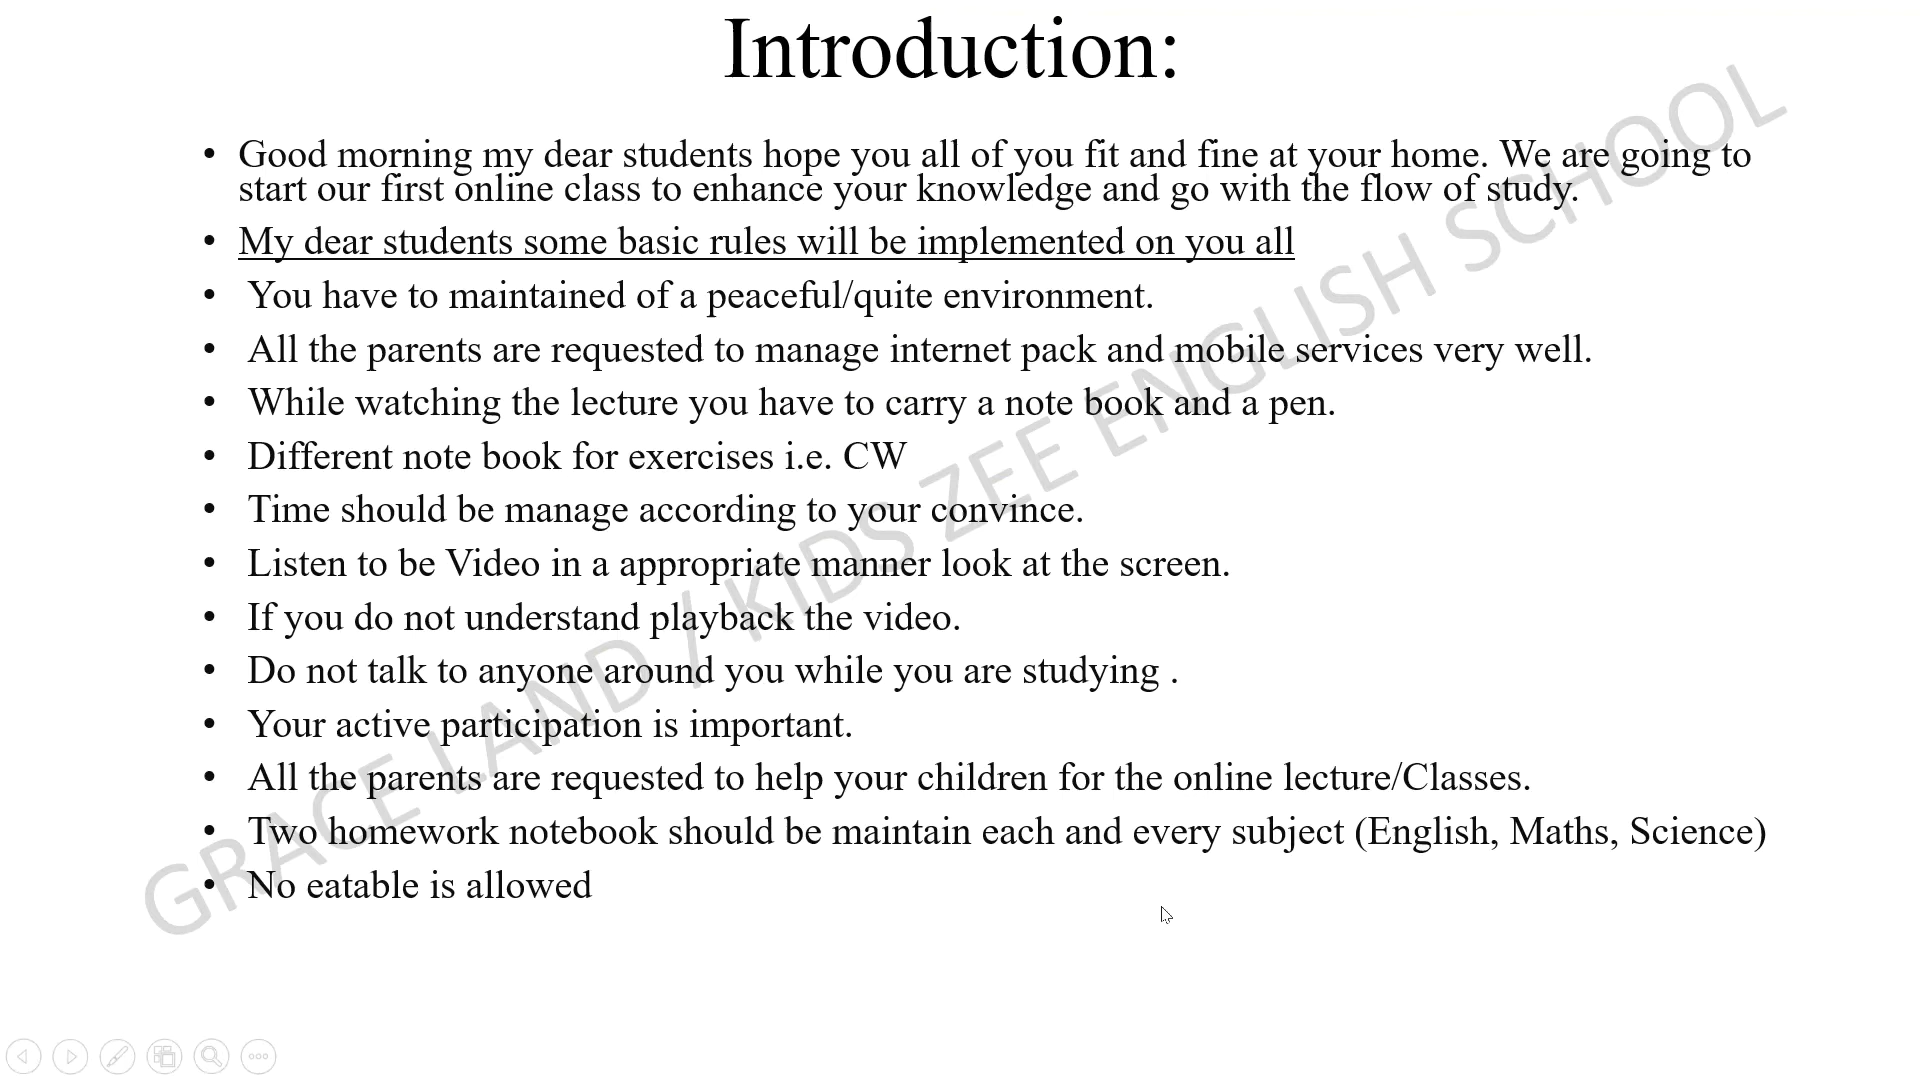 Introduction:
• Good morning my dear students hope you all of you fit and fine at your home. We are going to
start our first online class to enhance your knowledge and go with the flow of study.
• My dear students some basic rules will be implemented on you all
• You have to maintained of a peaceful/quite environment.
• All the parents are requested to manage internet pack and mobile services very well.
• While watching the lecture you have to carry a note book and a pen.
• Different note book for exercises i.e. CW
• Time should be manage according to your convince.
• Listen to be Video in a appropriate manner look at the screen.
• If you do not understand playback the video.
• Do not talk to anyone around you while you are studying .
• Your active participation is important.
• All the parents are requested to help your children for the online lecture/Classes.
• Two homework notebook should be maintain each and every subject (English, Maths, Science)
• No eatable is allowed
GRACE LAND / KIDS ZEE ENGLISH SCHOOL